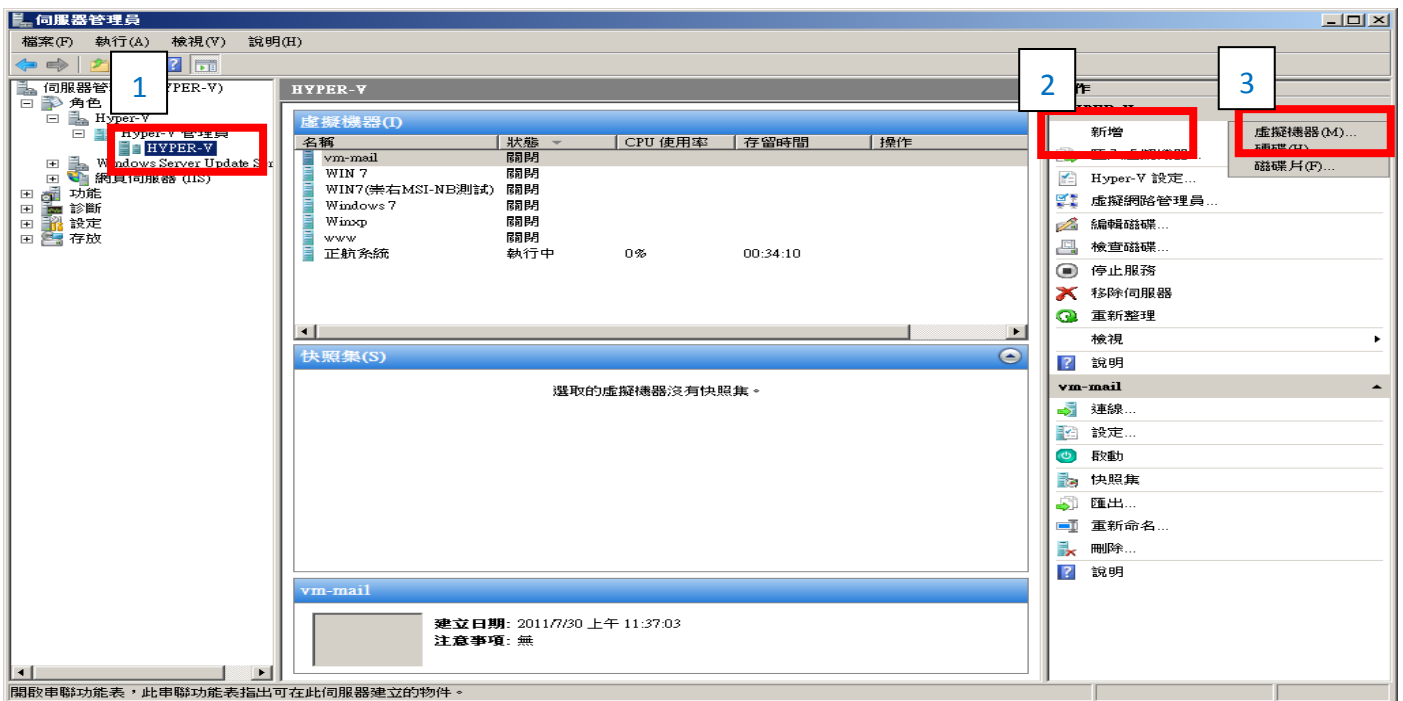 伺服器管理員
檔案(F) 執行(A) 檢視(V) 說明(H)
1
2
3
伺服器管 YPER-V)
角色
Hyper-V
Hyper-V 管理員
HYPER-V
Windows Server Update Ser
網頁伺服器 (IIS)
功能
診斷
設定
存放
HYPER-V
虛擬機器(I)
名稱 狀態 CPU 使用率 存留時間 操作
vm-mail 關閉
WIN 7 關閉
WIN7(崇右MSI-NB測試) 關閉
Windows 7 關閉
Winxp 關閉
www 關閉
正航系統 執行中 0% 00:34:10
快照集(S)
選取的虛擬機器沒有快照集。
vm-mail
建立日期: 2011/7/30 上午 11:37:03
注意事項: 無
作
HYPER-V
新增
虛擬機器(M)...
硬碟(H)...
磁碟片(F)...
匯入虛擬機器...
Hyper-V 設定...
虛擬網路管理員...
編輯磁碟...
檢查磁碟...
停止服務
移除伺服器
重新整理
檢視
說明
vm-mail
連線...
設定...
啟動
快照集
匯出...
重新命名...
刪除...
說明
開啟串聯功能表，此串聯功能表指出可在此伺服器建立的物件。